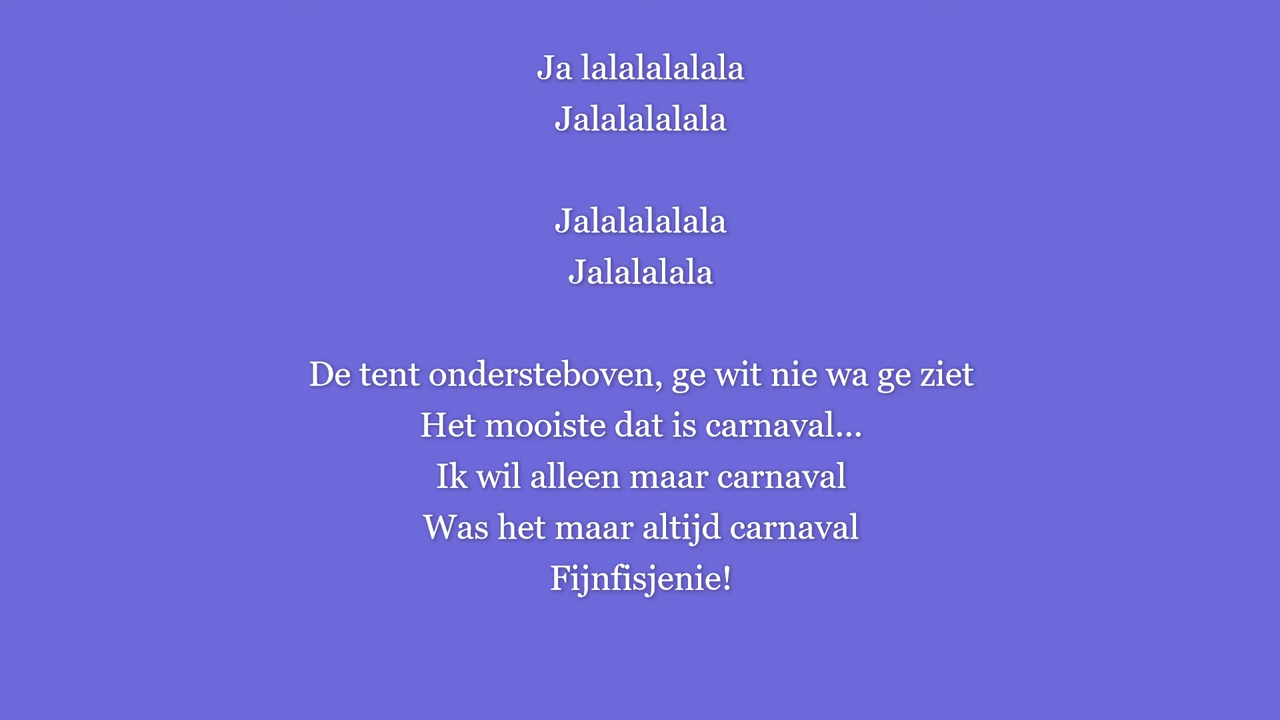 Ja lalalalalala
Jalalalalala
Jalalalalala
Jalalalala
De tent ondersteboven, ge wit nie wa ge ziet
Het mooiste dat is carnaval...
Ik wil alleen maar carnaval
Was het maar altijd carnaval
Fijnfisjenie!